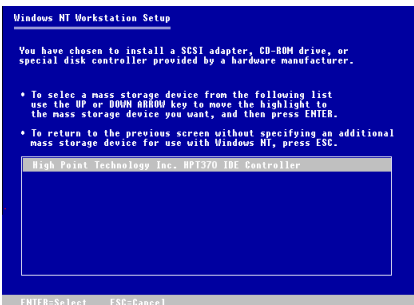 Windows NT Workstation Setup
You have chosen to install a SCSI adapter, CD-ROM drive, or
special disk controller provided by a hardware manufacturer.
• To selec a mass storage device from the following list
use the UP or DOWN ARROW key to move the highlight to
the mass storage device you want, and then press ENTER.
• To return to the previous screen without specifying an additional
mass storage device for use with Windows NT, press ESC.
High Point Technology Inc. HPT370 IDE Controller
ENTER=Select ESC=Cancel